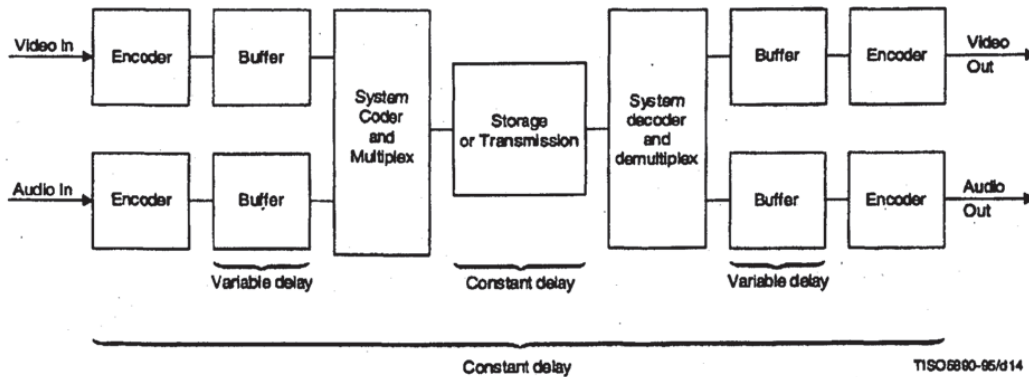 Video In
Encoder
Buffer
System
Coder
and
Multiplex
Storage
or Transmission
System
decoder
and
demultiplex
Buffer
Encoder
Video
Out
Audio In
Encoder
Buffer
Buffer
Encoder
Audio
Out
Variable delay
Constant delay
Variable delay
Constant delay
TISO5890-95/d14